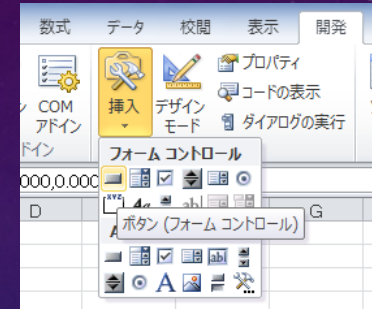 数式 データ 校閲 表示 開発
COM アドイン
挿入
デザイン モード
プロパティ
コードの表示
ダイアログの実行
ドイン
フォーム コントロール
000,0.000
ボタン (フォーム コントロール)
D G